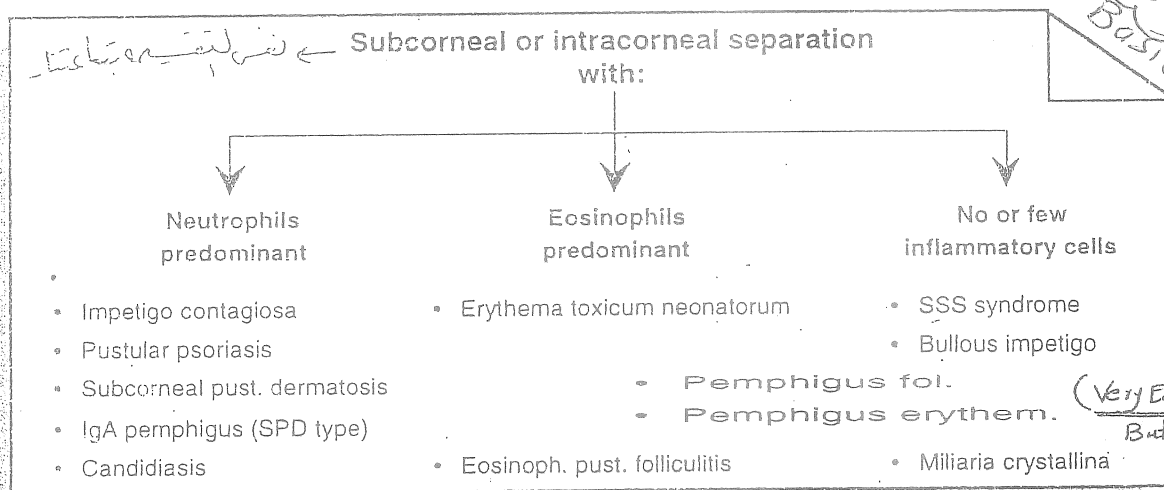 Subcorneal or intracorneal separation
with:
Neutrophils
predominant
Eosinophils
predominant
No or few
inflammatory cells
• Impetigo contagiosa
• Pustular psoriasis
• Subcorneal pust. dermatosis
• IgA pemphigus (SPD type)
• Candidiasis
• Erythema toxicum neonatorum
• Pemphigus fol.
• Pemphigus erythem.
• Eosinoph. pust. folliculitis
• SSS syndrome
• Bullous impetigo
(Very
• Miliaria crystallina